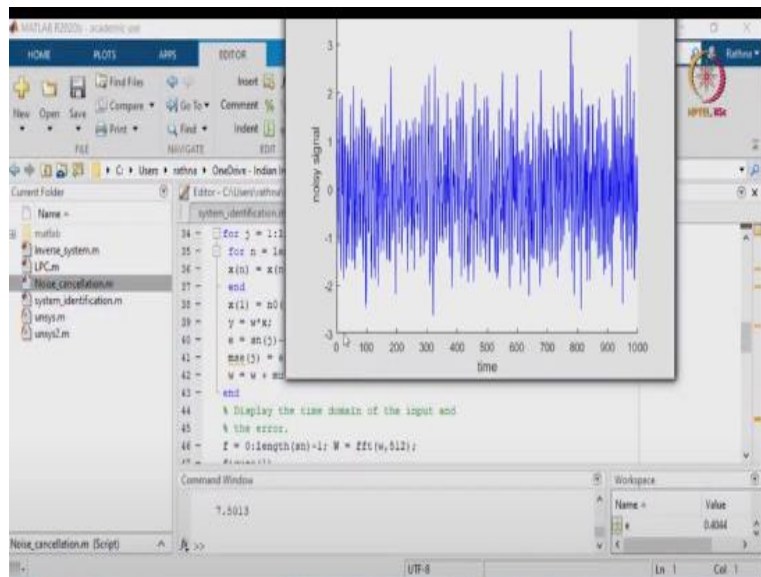 MATLAB R2020b - academic use
HOME PLOTS APPS EDITOR
Rathna
New Open Save
Find Files
Compare
Print
Go To
Find
Insert
Comment
Indent
FILE NAVIGATE EDIT
NPTEL, IISc
C: Users rathna OneDrive - Indian In
Current Folder
Name
matlab
Inverse_system.m
LPC.m
Noise_cancellation.m
system_identification.m
unsys.m
unsys2.m
Noise_cancellation.m (Script)
Editor - C:\Users\rathna\
system_identification.m
34 - for j = 1:1
35 - for n = le
36 - x(n) = x(n
37 - end
38 - x(1) = n0(
39 - y = w*x;
40 - e = sn(j)-
41 - mse(j) = e
42 - w = w + mu
43 - end
44 % Display the time domain of the input and
45 % the error.
46 - f = 0:length(sn)-1; W = fft(w,512);
noisy signal
3
2
1
0
-1
-2
-3
0 100 200 300 400 500 600 700 800 900 1000
time
Command Window
7.5013
fx >>
Workspace
Name Value
e 0.4044
UTF-8
Ln 1 Col 1